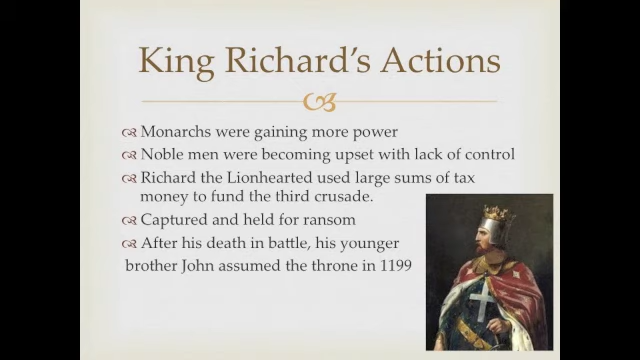 King Richard's Actions
Monarchs were gaining more power
Noble men were becoming upset with lack of control
Richard the Lionhearted used large sums of tax
money to fund the third crusade.
Captured and held for ransom
After his death in battle, his younger
brother John assumed the throne in 1199